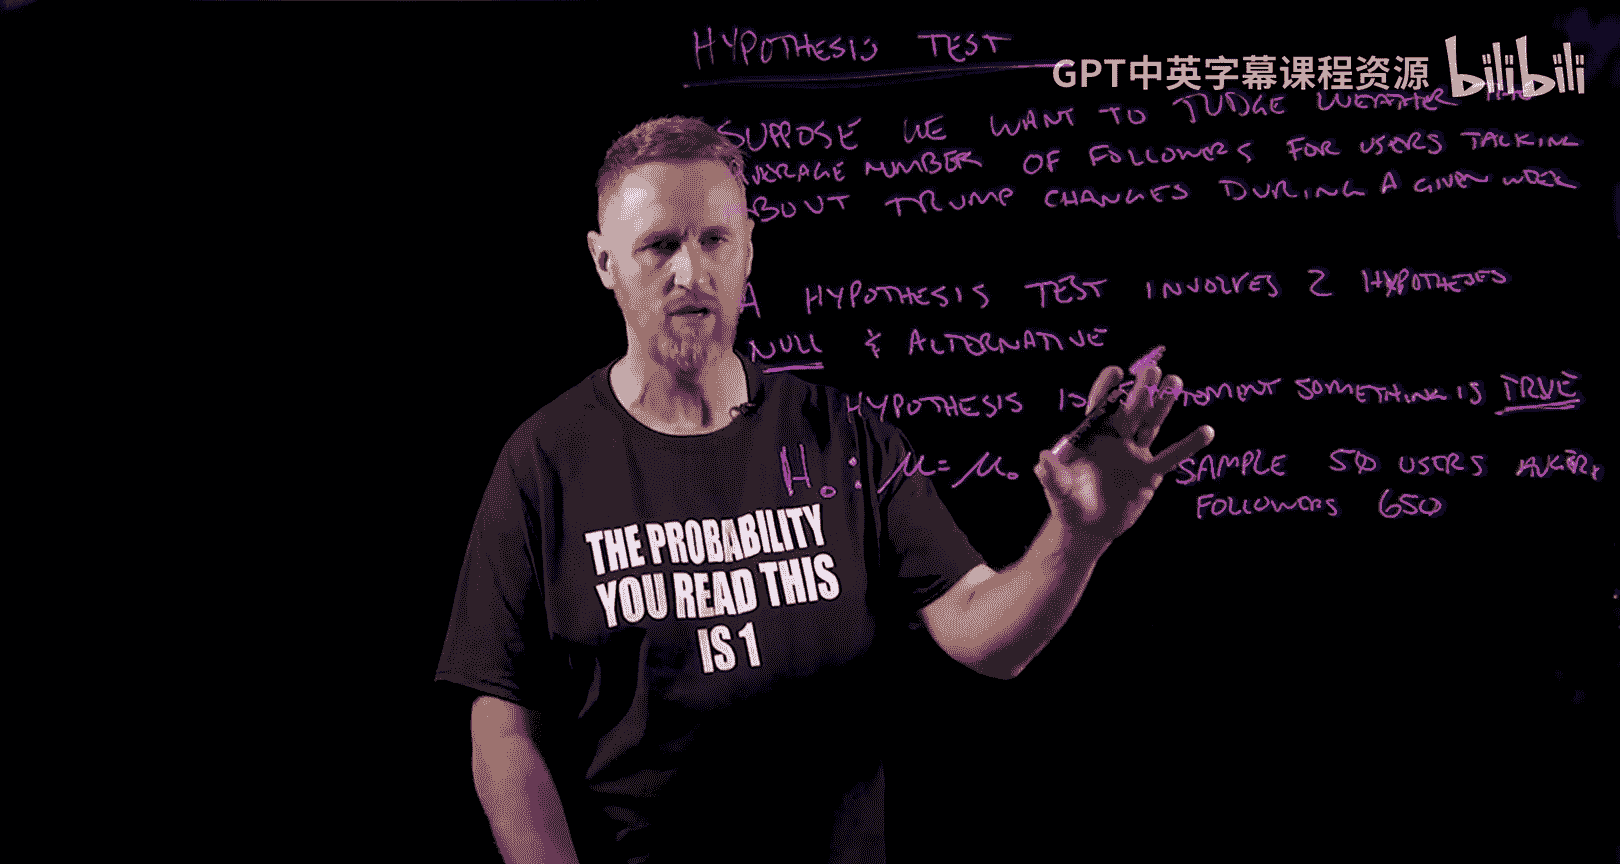 HYPOTHESIS TEST
GPT中英字幕课程资源 bilibili
SUPPOSE WE WANT TO JUDGE WEATHER THE
AVERAGE NUMBER OF FOLLOWERS FOR USERS TALKING
ABOUT TRUMP CHANGES DURING A GIVEN WEEK
A HYPOTHESIS TEST INVOLVES 2 HYPOTHESES
NULL & ALTERNATIVE
HYPOTHESIS IS STATEMENT SOMETHING IS TRUE
H₀: μ = μ₀
SAMPLE 50 USERS
FOLLOWERS 650
THE PROBABILITY
YOU READ THIS
IS 1